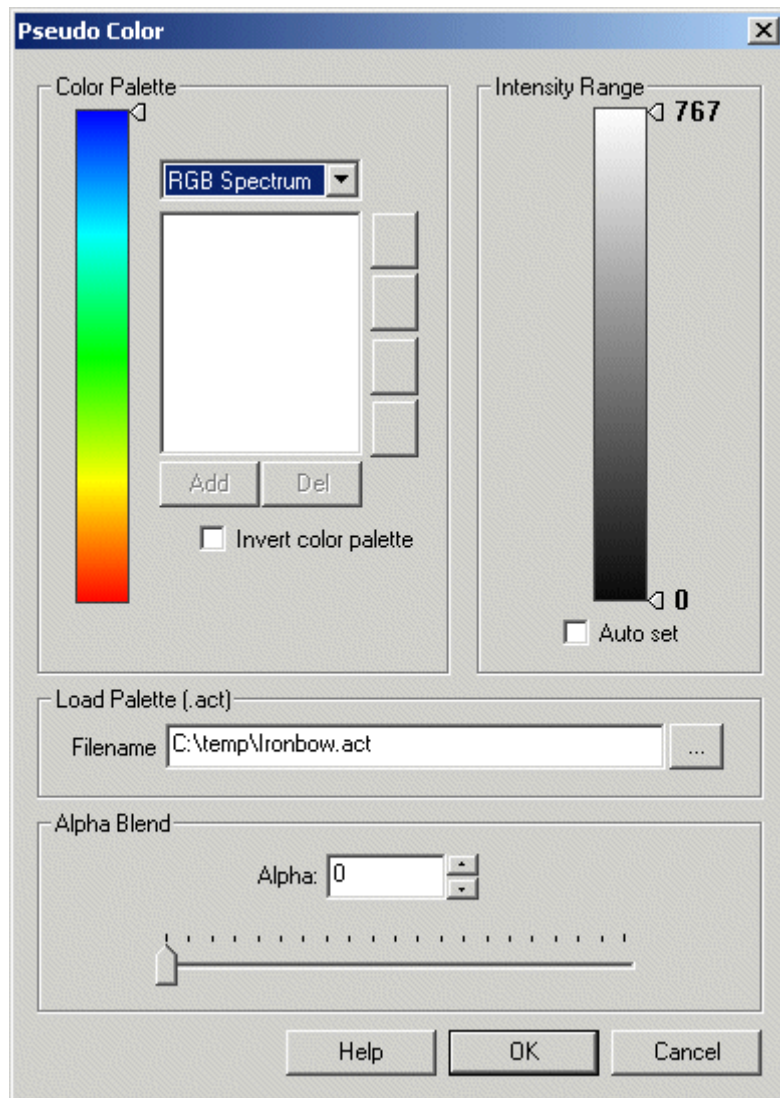 Pseudo Color
Color Palette
RGB Spectrum
Add Del
Invert color palette
Intensity Range
767
0
Auto set
Load Palette (.act)
Filename C:\temp\Ironbow.act ...
Alpha Blend
Alpha: 0
Help OK Cancel